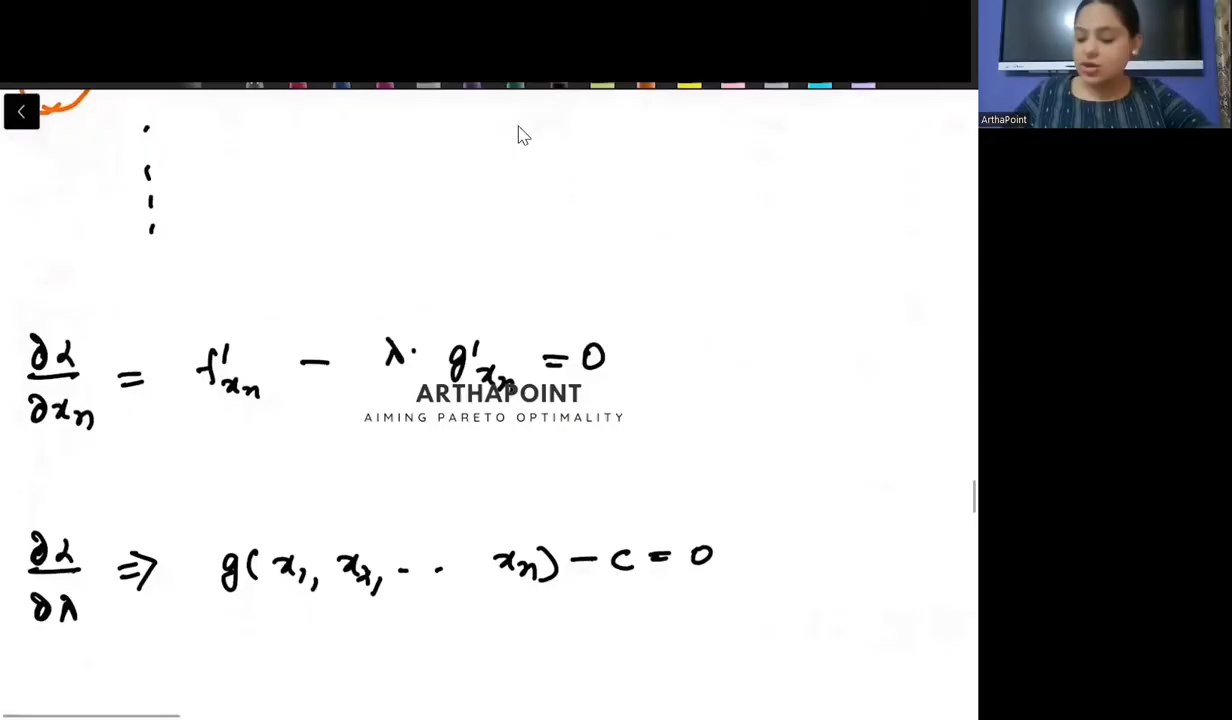 ArthaPoint
∂L/∂xn = f'xn − λ · g'xn = 0
ARTHAPOINT
AIMING PARETO OPTIMALITY
∂L/∂λ ⇒ g(x1, x2, - - xn) − c = 0